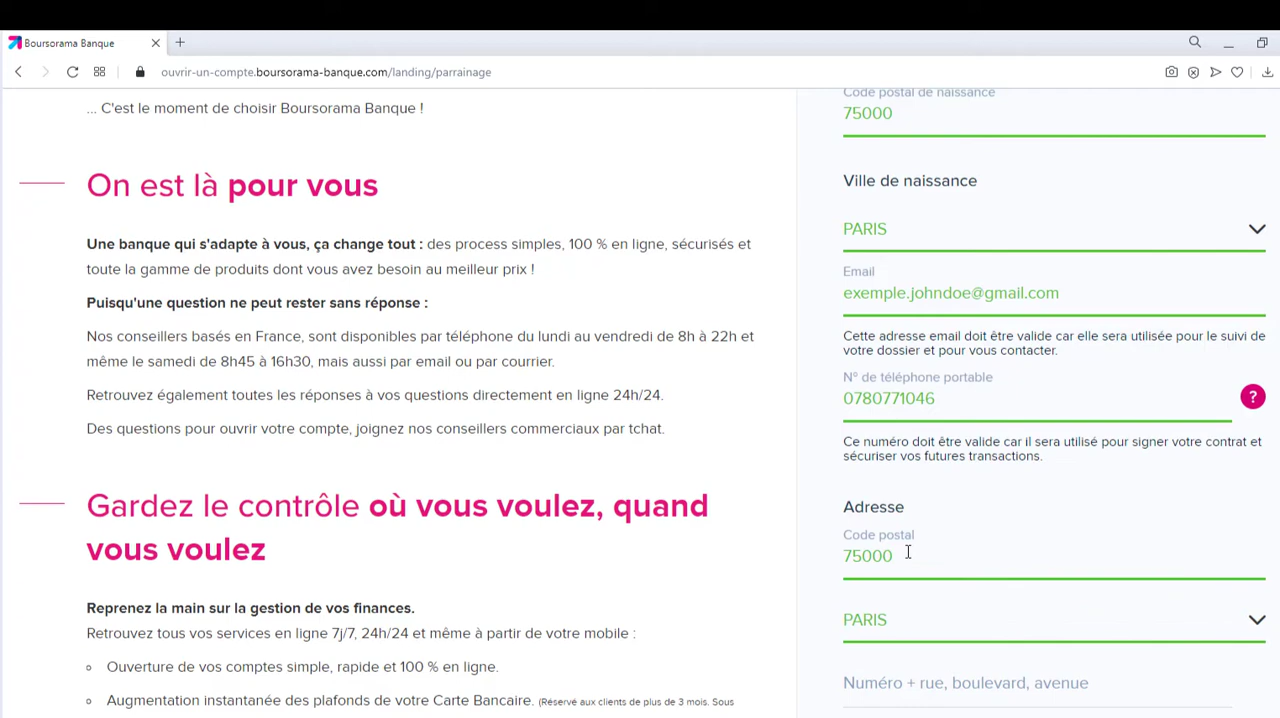 Boursorama Banque
ouvrir-un-compte.boursorama-banque.com/landing/parrainage
... C'est le moment de choisir Boursorama Banque !
On est là pour vous
Une banque qui s'adapte à vous, ça change tout : des process simples, 100 % en ligne, sécurisés et
toute la gamme de produits dont vous avez besoin au meilleur prix !
Puisqu'une question ne peut rester sans réponse :
Nos conseillers basés en France, sont disponibles par téléphone du lundi au vendredi de 8h à 22h et
même le samedi de 8h45 à 16h30, mais aussi par email ou par courrier.
Retrouvez également toutes les réponses à vos questions directement en ligne 24h/24.
Des questions pour ouvrir votre compte, joignez nos conseillers commerciaux par tchat.
Gardez le contrôle où vous voulez, quand
vous voulez
Reprenez la main sur la gestion de vos finances.
Retrouvez tous vos services en ligne 7j/7, 24h/24 et même à partir de votre mobile :
Ouverture de vos comptes simple, rapide et 100 % en ligne.
Augmentation instantanée des plafonds de votre Carte Bancaire. (Réservé aux clients de plus de 3 mois. Sous
Code postal de naissance
75000
Ville de naissance
PARIS
Email
exemple.johndoe@gmail.com
Cette adresse email doit être valide car elle sera utilisée pour le suivi de
votre dossier et pour vous contacter.
N° de téléphone portable
0780771046
?
Ce numéro doit être valide car il sera utilisé pour signer votre contrat et
sécuriser vos futures transactions.
Adresse
Code postal
75000
PARIS
Numéro + rue, boulevard, avenue